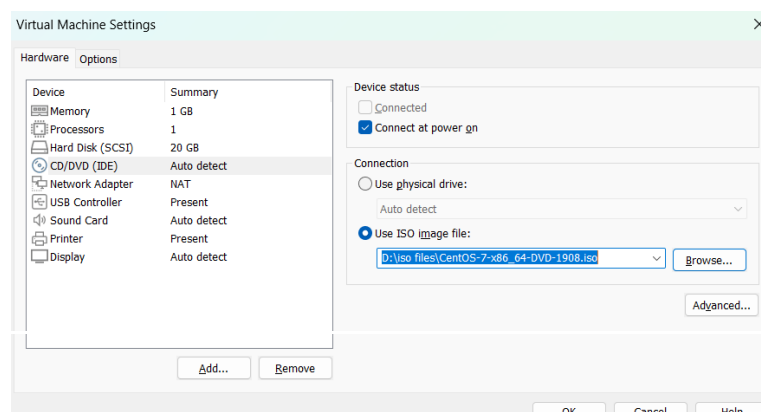 Virtual Machine Settings
Hardware Options
Device Summary
Memory 1 GB
Processors 1
Hard Disk (SCSI) 20 GB
CD/DVD (IDE) Auto detect
Network Adapter NAT
USB Controller Present
Sound Card Auto detect
Printer Present
Display Auto detect
Add... Remove
Device status
Connected
Connect at power on
Connection
Use physical drive:
Auto detect
Use ISO image file:
D:\iso files\CentOS-7-x86_64-DVD-1908.iso
Browse...
Advanced...
OK Cancel Help